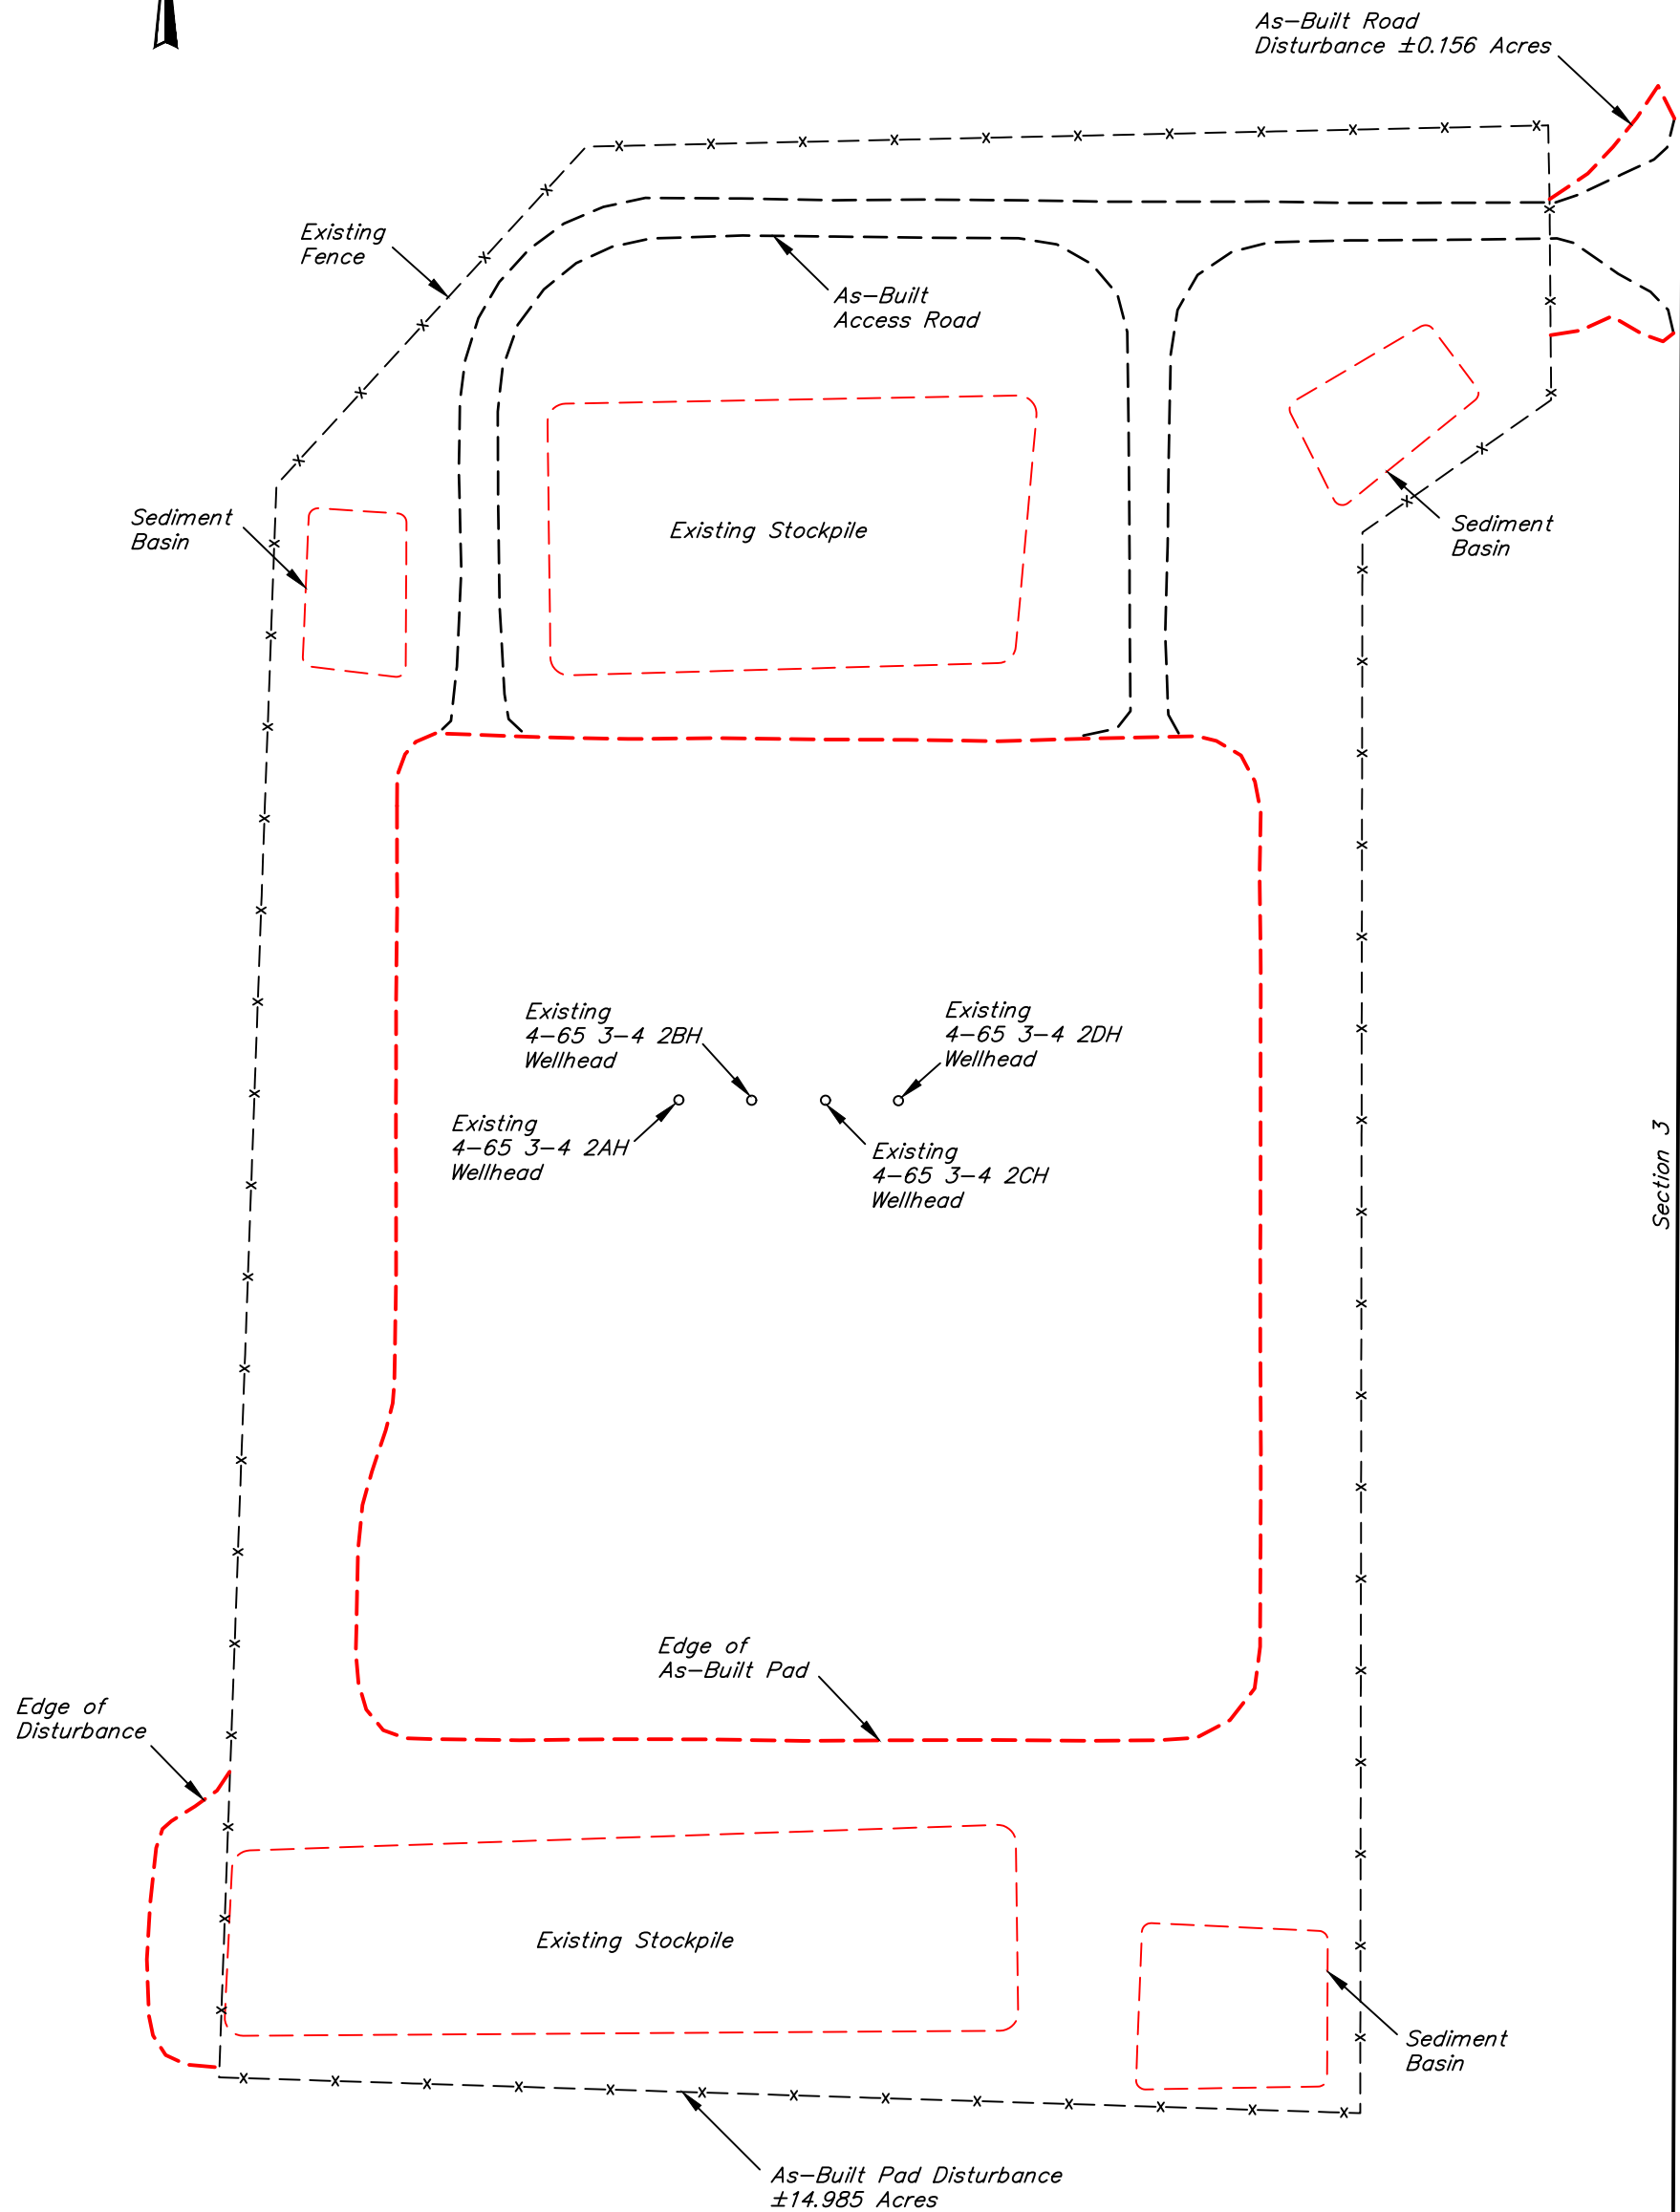 As-Built Road
Disturbance ±0.156 Acres
Existing
Fence
As-Built
Access Road
Sediment
Basin
Existing Stockpile
Sediment
Basin
Existing
4-65 3-4 2BH
Wellhead
Existing
4-65 3-4 2DH
Wellhead
Existing
4-65 3-4 2AH
Wellhead
Existing
4-65 3-4 2CH
Wellhead
Section 3
Edge of
As-Built Pad
Edge of
Disturbance
Existing Stockpile
Sediment
Basin
As-Built Pad Disturbance
±14.985 Acres